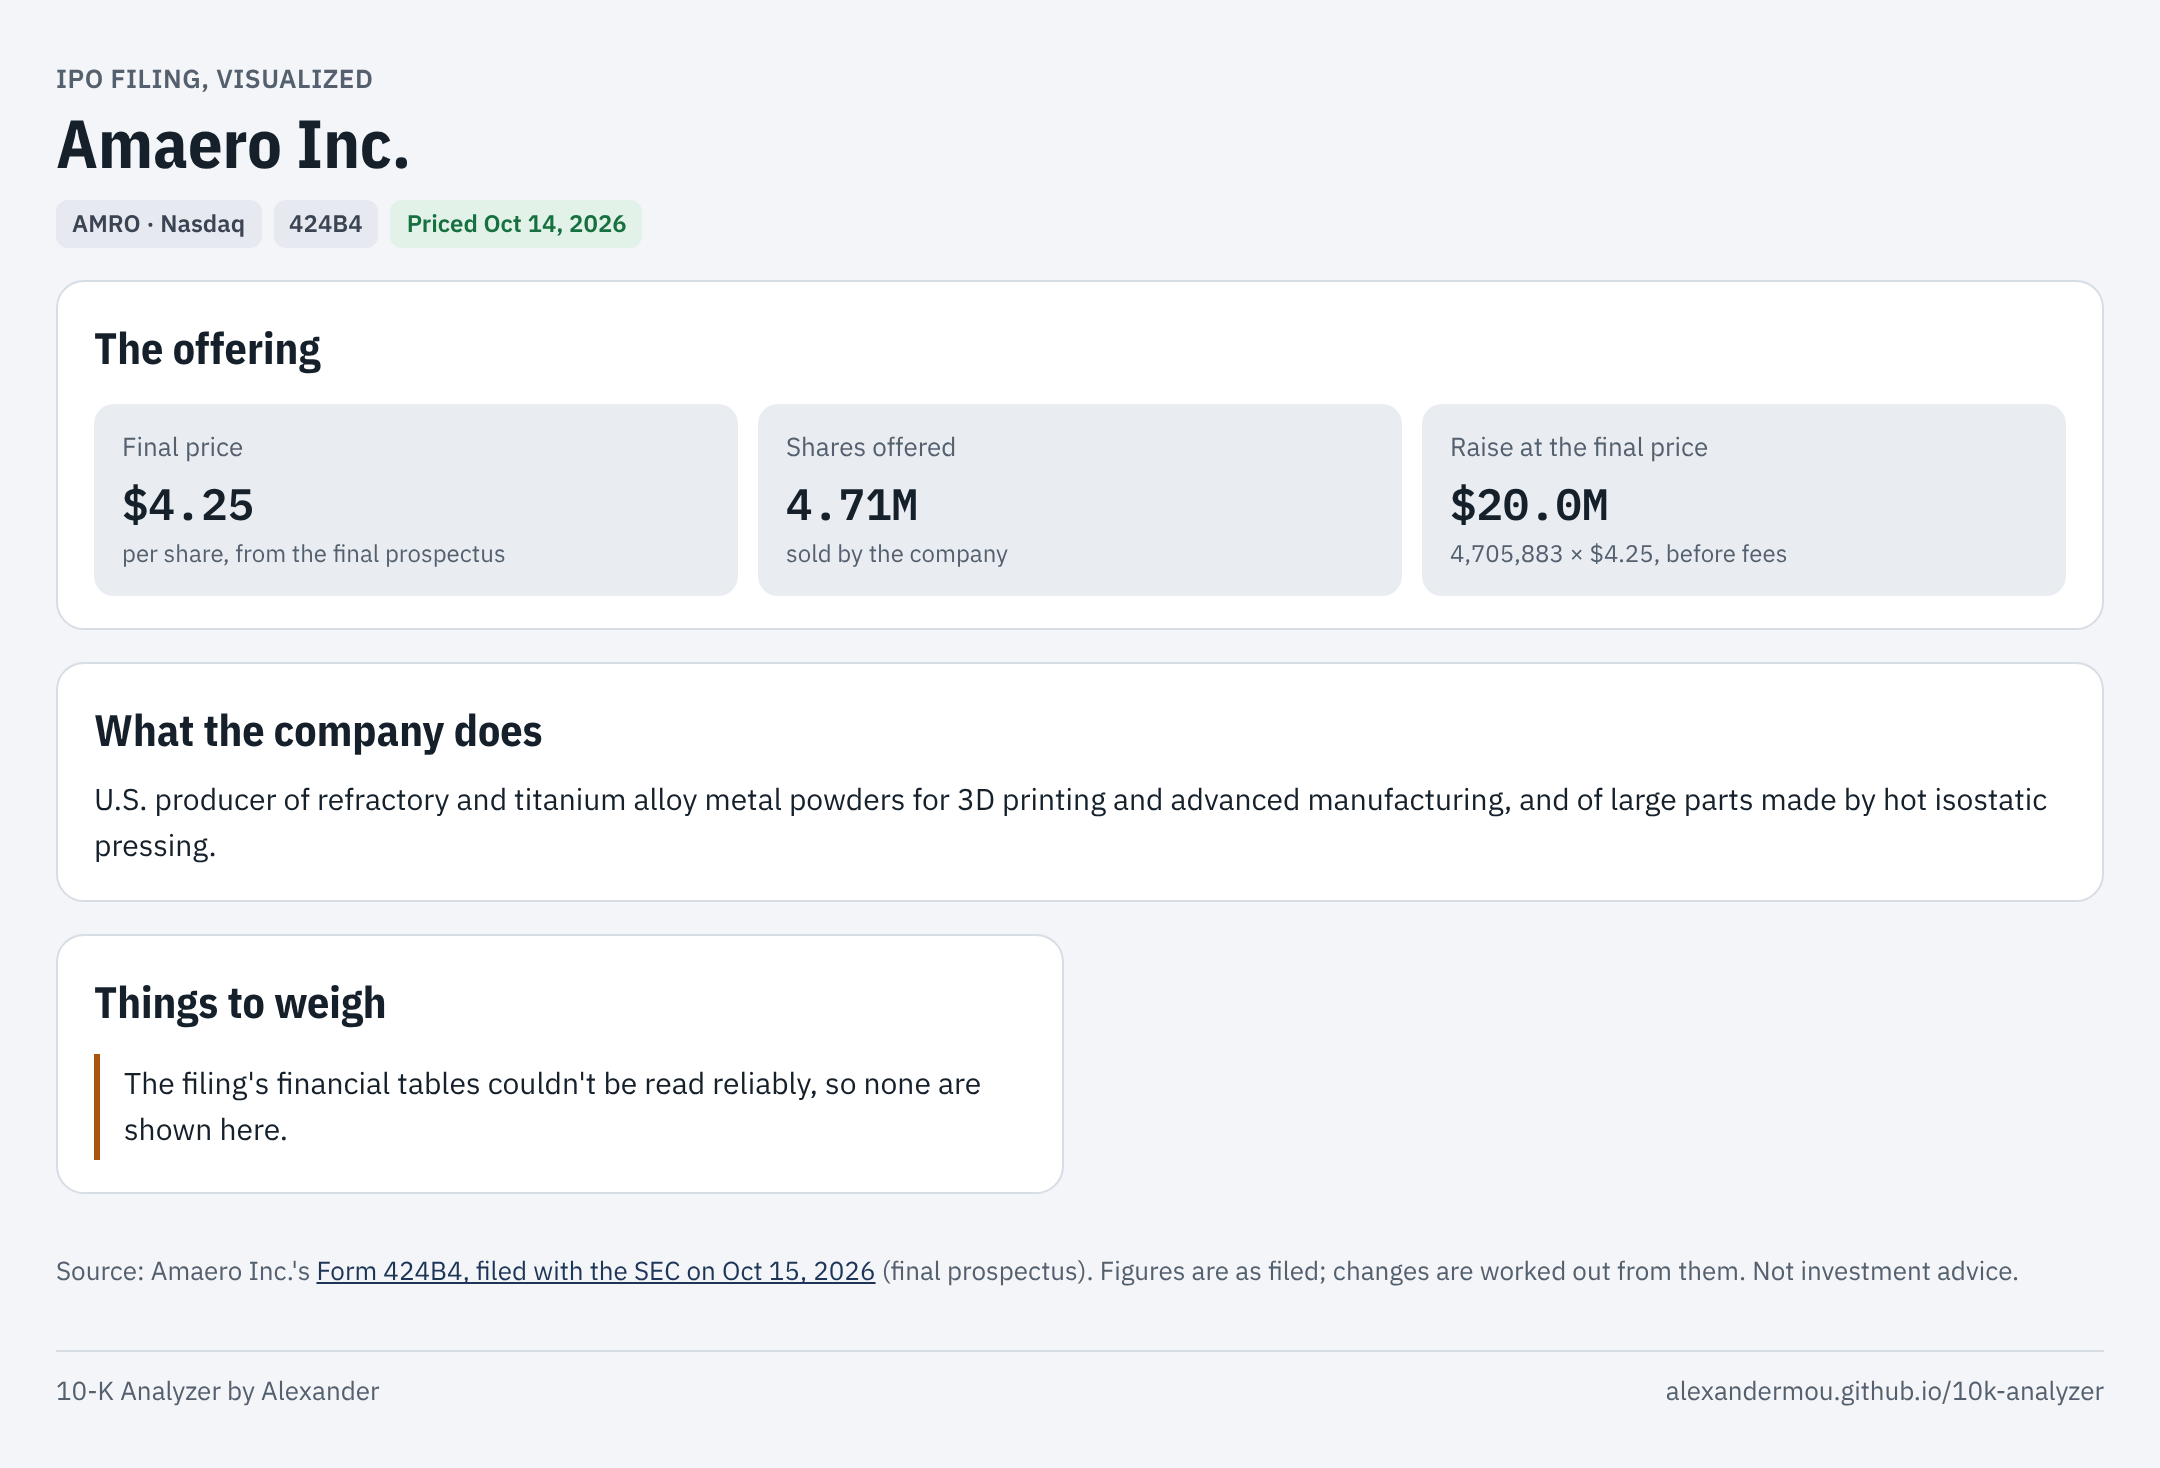 IPO FILING, VISUALIZED
Amaero Inc.
AMRO · Nasdaq 424B4 Priced Oct 14, 2026
The offering
Final price
$4.25
per share, from the final prospectus
Shares offered
4.71M
sold by the company
Raise at the final price
$20.0M
4,705,883 × $4.25, before fees
What the company does
U.S. producer of refractory and titanium alloy metal powders for 3D printing and advanced manufacturing, and of large parts made by hot isostatic
pressing.
Things to weigh
The filing's financial tables couldn't be read reliably, so none are
shown here.
Source: Amaero Inc.'s Form 424B4, filed with the SEC on Oct 15, 2026 (final prospectus). Figures are as filed; changes are worked out from them. Not investment advice.
10-K Analyzer by Alexander
alexandermou.github.io/10k-analyzer